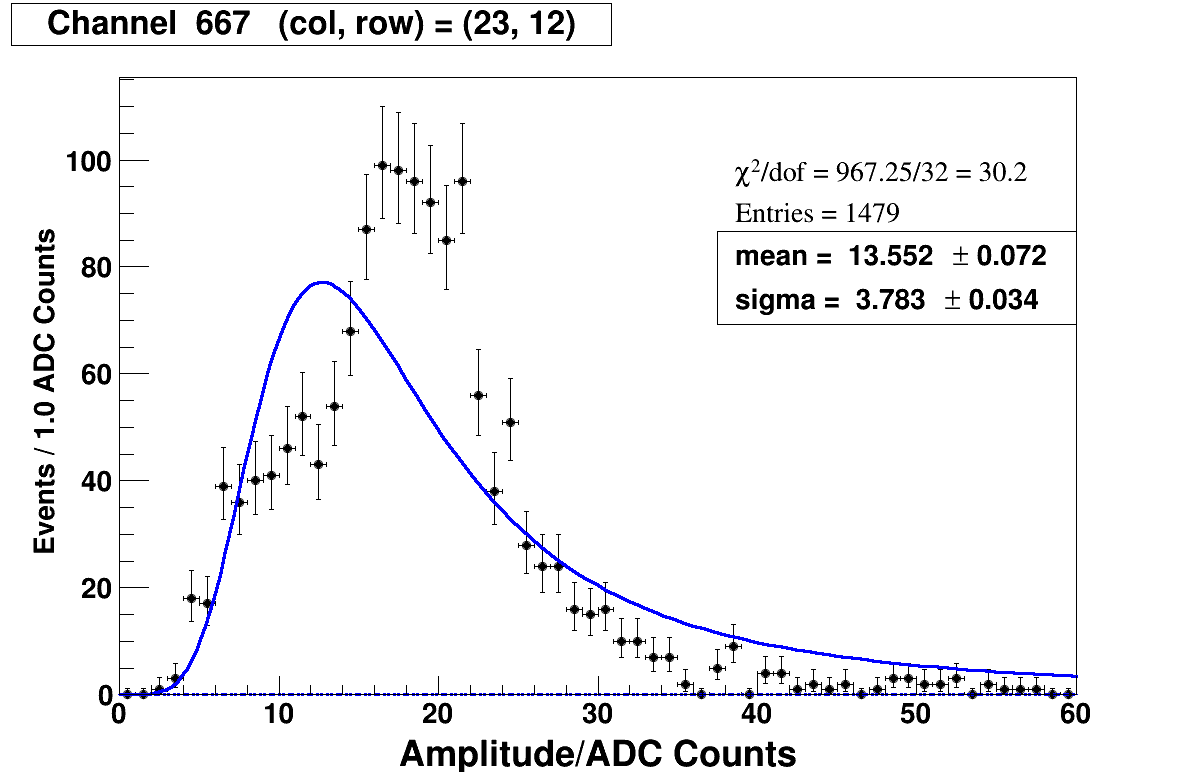 Channel 667 (col, row) = (23, 12)
χ²/dof = 967.25/32 = 30.2
Entries = 1479
mean = 13.552 ± 0.072
sigma = 3.783 ± 0.034
Events / 1.0 ADC Counts
100
80
60
40
20
0
0 10 20 30 40 50 60
Amplitude/ADC Counts